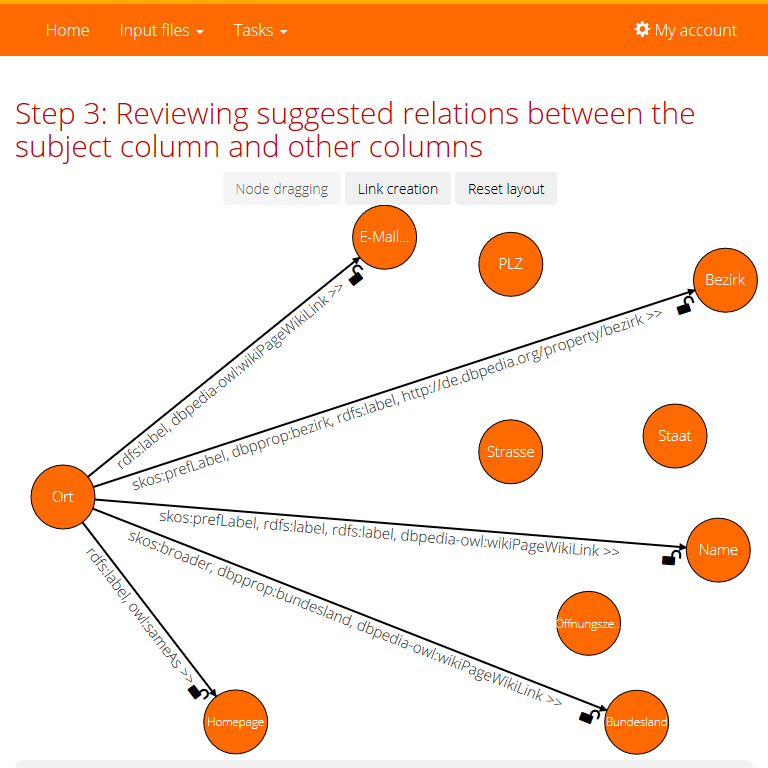 Home Input files Tasks My account
Step 3: Reviewing suggested relations between the
subject column and other columns
Node dragging Link creation Reset layout
E-Mail...
PLZ
Bezirk
rdfs:label, dbpedia-owl:wikiPageWikiLink >>
skos:prefLabel, dbpprop:bezirk, rdfs:label, http://de.dbpedia.org/property/bezirk >>
Strasse
Staat
Ort
skos:prefLabel, rdfs:label, rdfs:label, dbpedia-owl:wikiPageWikiLink >>
Name
skos:broader, dbpprop:bundesland, dbpedia-owl:wikiPageWikiLink >>
rdfs:label, owl:sameAs >>
Öffnungsze...
Homepage
Bundesland